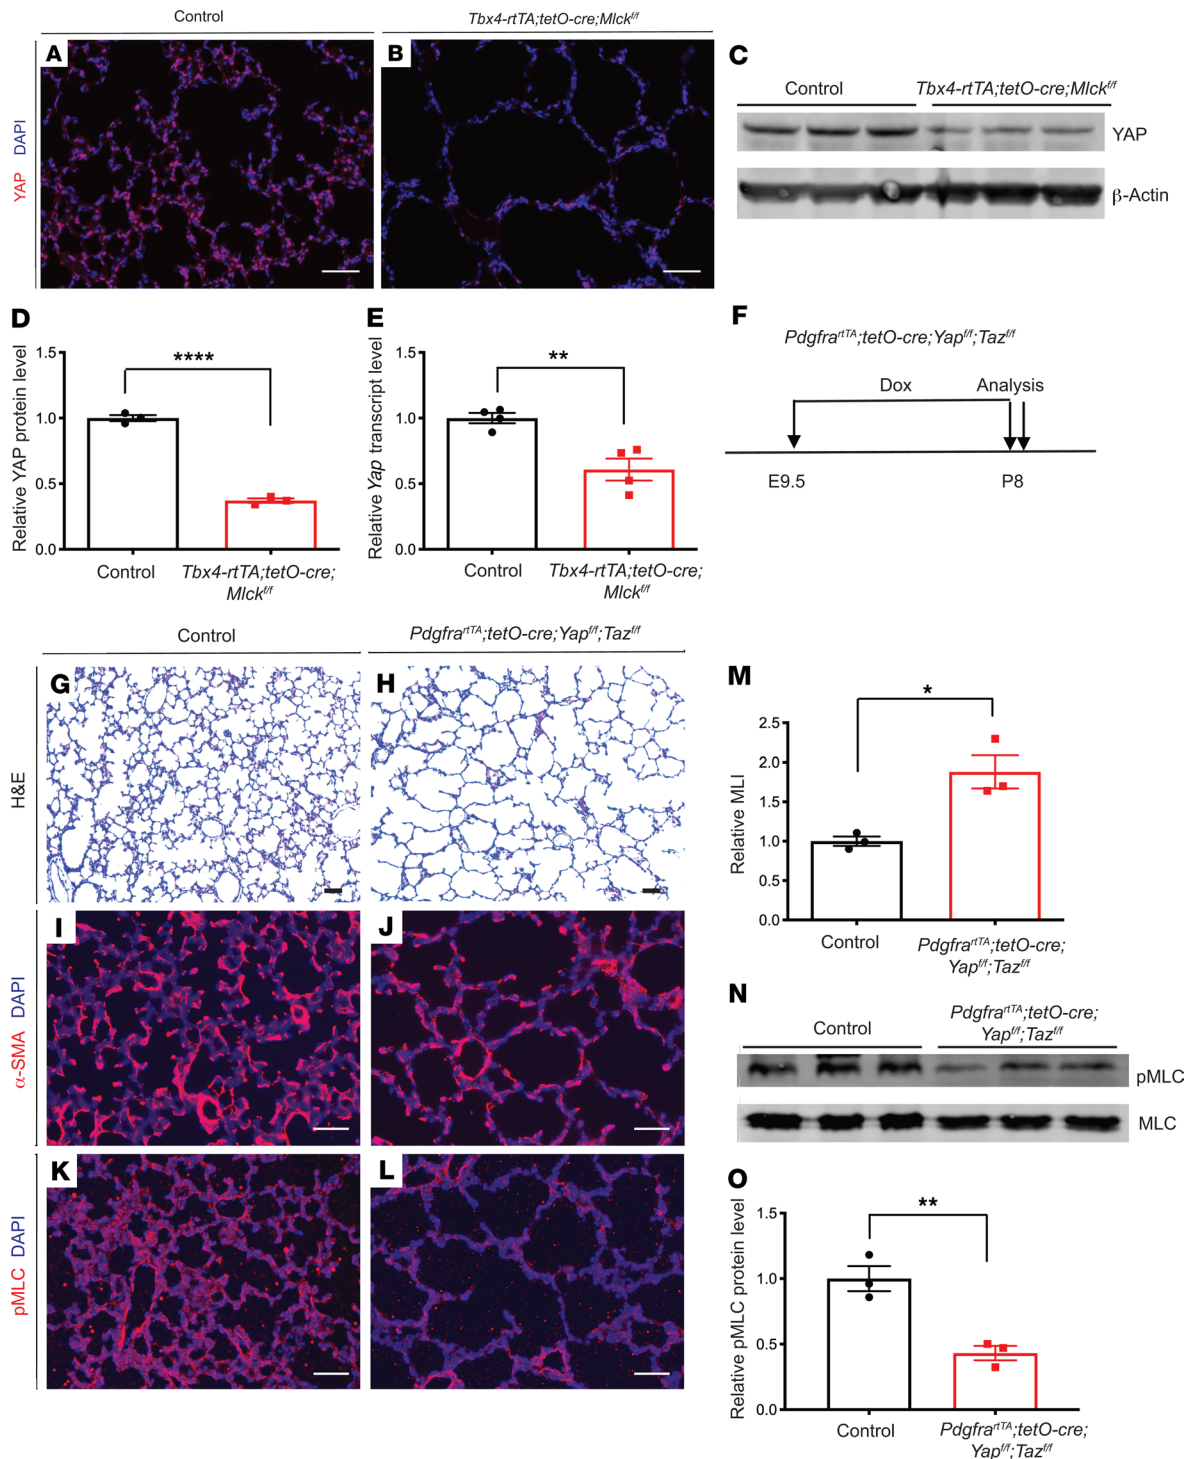 Control
Tbx4-rtTA;tetO-cre;Mlck^f/f
A
B
YAP DAPI
C
Control
Tbx4-rtTA;tetO-cre;Mlck^f/f
YAP
β-Actin
D
Relative YAP protein level
1.5
1.0
0.5
0.0
****
Control
Tbx4-rtTA;tetO-cre;
Mlck^f/f
E
Relative Yap transcript level
1.5
1.0
0.5
0.0
**
Control
Tbx4-rtTA;tetO-cre;
Mlck^f/f
F
Pdgfra^rtTA;tetO-cre;Yap^f/f;Taz^f/f
Dox
Analysis
E9.5
P8
Control
Pdgfra^rtTA;tetO-cre;Yap^f/f;Taz^f/f
H&E
G
H
α-SMA DAPI
I
J
pMLC DAPI
K
L
M
Relative MLI
2.5
2.0
1.5
1.0
0.5
0.0
*
Control
Pdgfra^rtTA;tetO-cre;
Yap^f/f;Taz^f/f
N
Control
Pdgfra^rtTA;tetO-cre;
Yap^f/f;Taz^f/f
pMLC
MLC
O
Relative pMLC protein level
1.5
1.0
0.5
0.0
**
Control
Pdgfra^rtTA;tetO-cre;
Yap^f/f;Taz^f/f